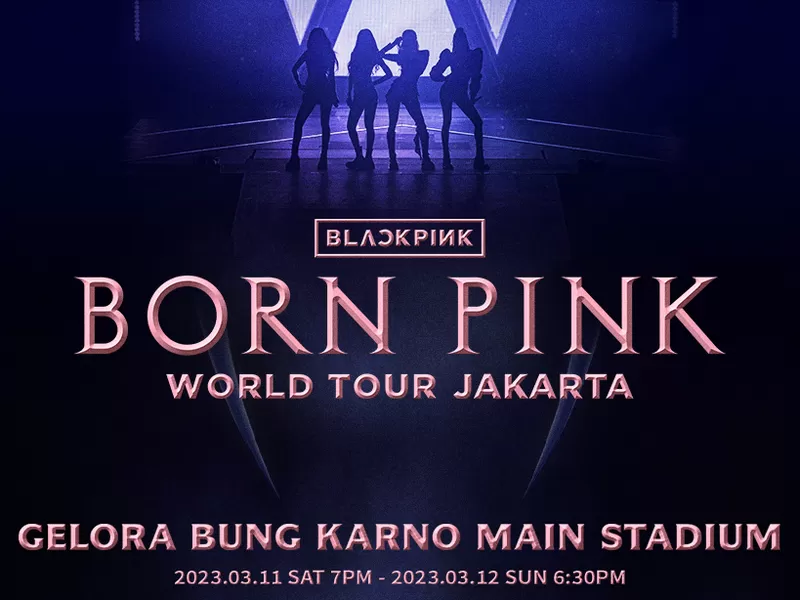 BLACKPINK
BORN PINK
WORLD TOUR JAKARTA
GELORA BUNG KARNO MAIN STADIUM
2023.03.11 SAT 7PM - 2023.03.12 SUN 6:30PM